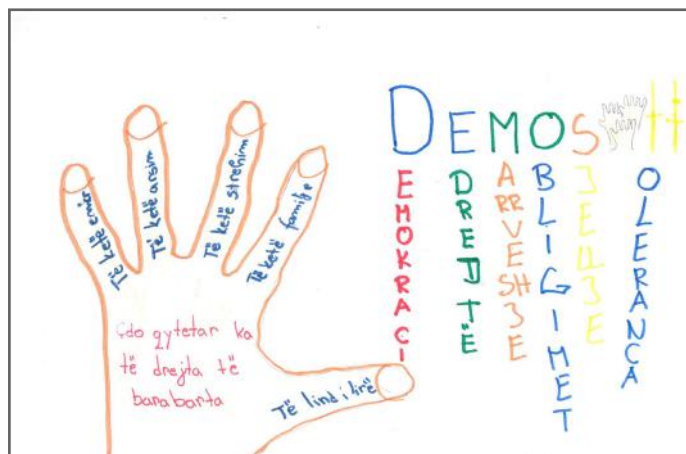 Të ketë emër
Të ketë arsim
Të ketë strehim
Të ketë familje
Të lind i lirë
Çdo qytetar ka
të drejta të
barabarta
DEMOS
EMOKRACI
DREJTË
ARRVESHJE
BLIGIMET
JELLJE
OLERANCA